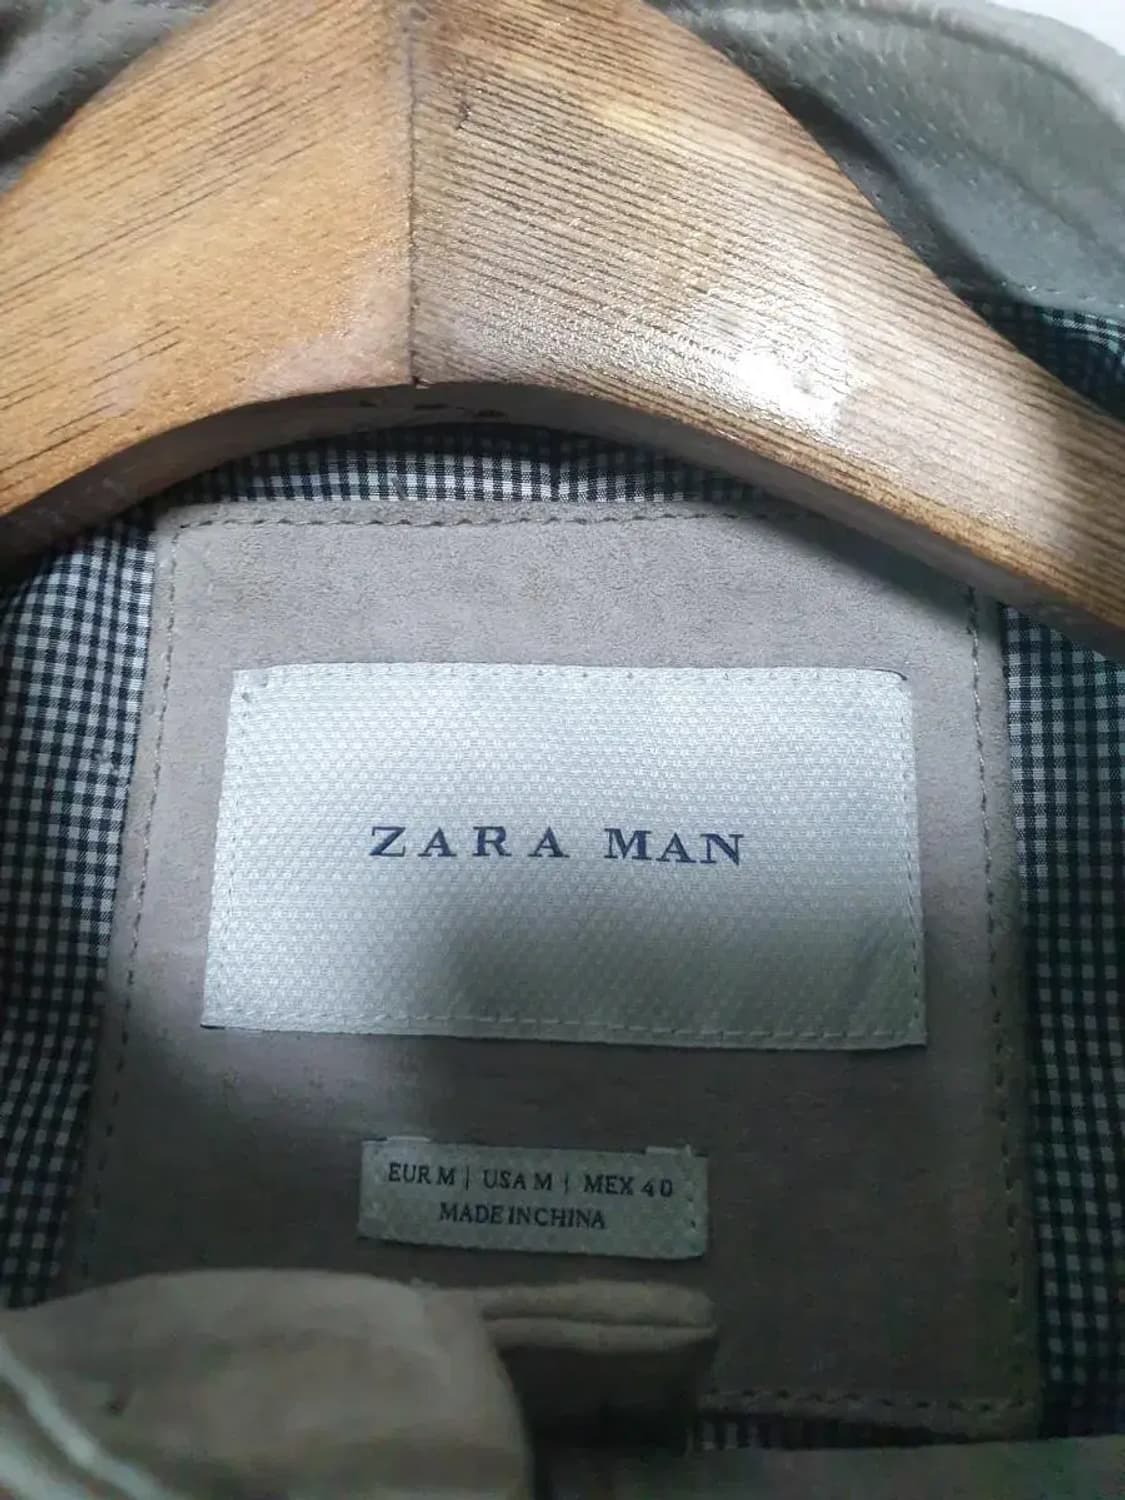 ZARA MAN
EUR M | USA M | MEX 40
MADE IN CHINA